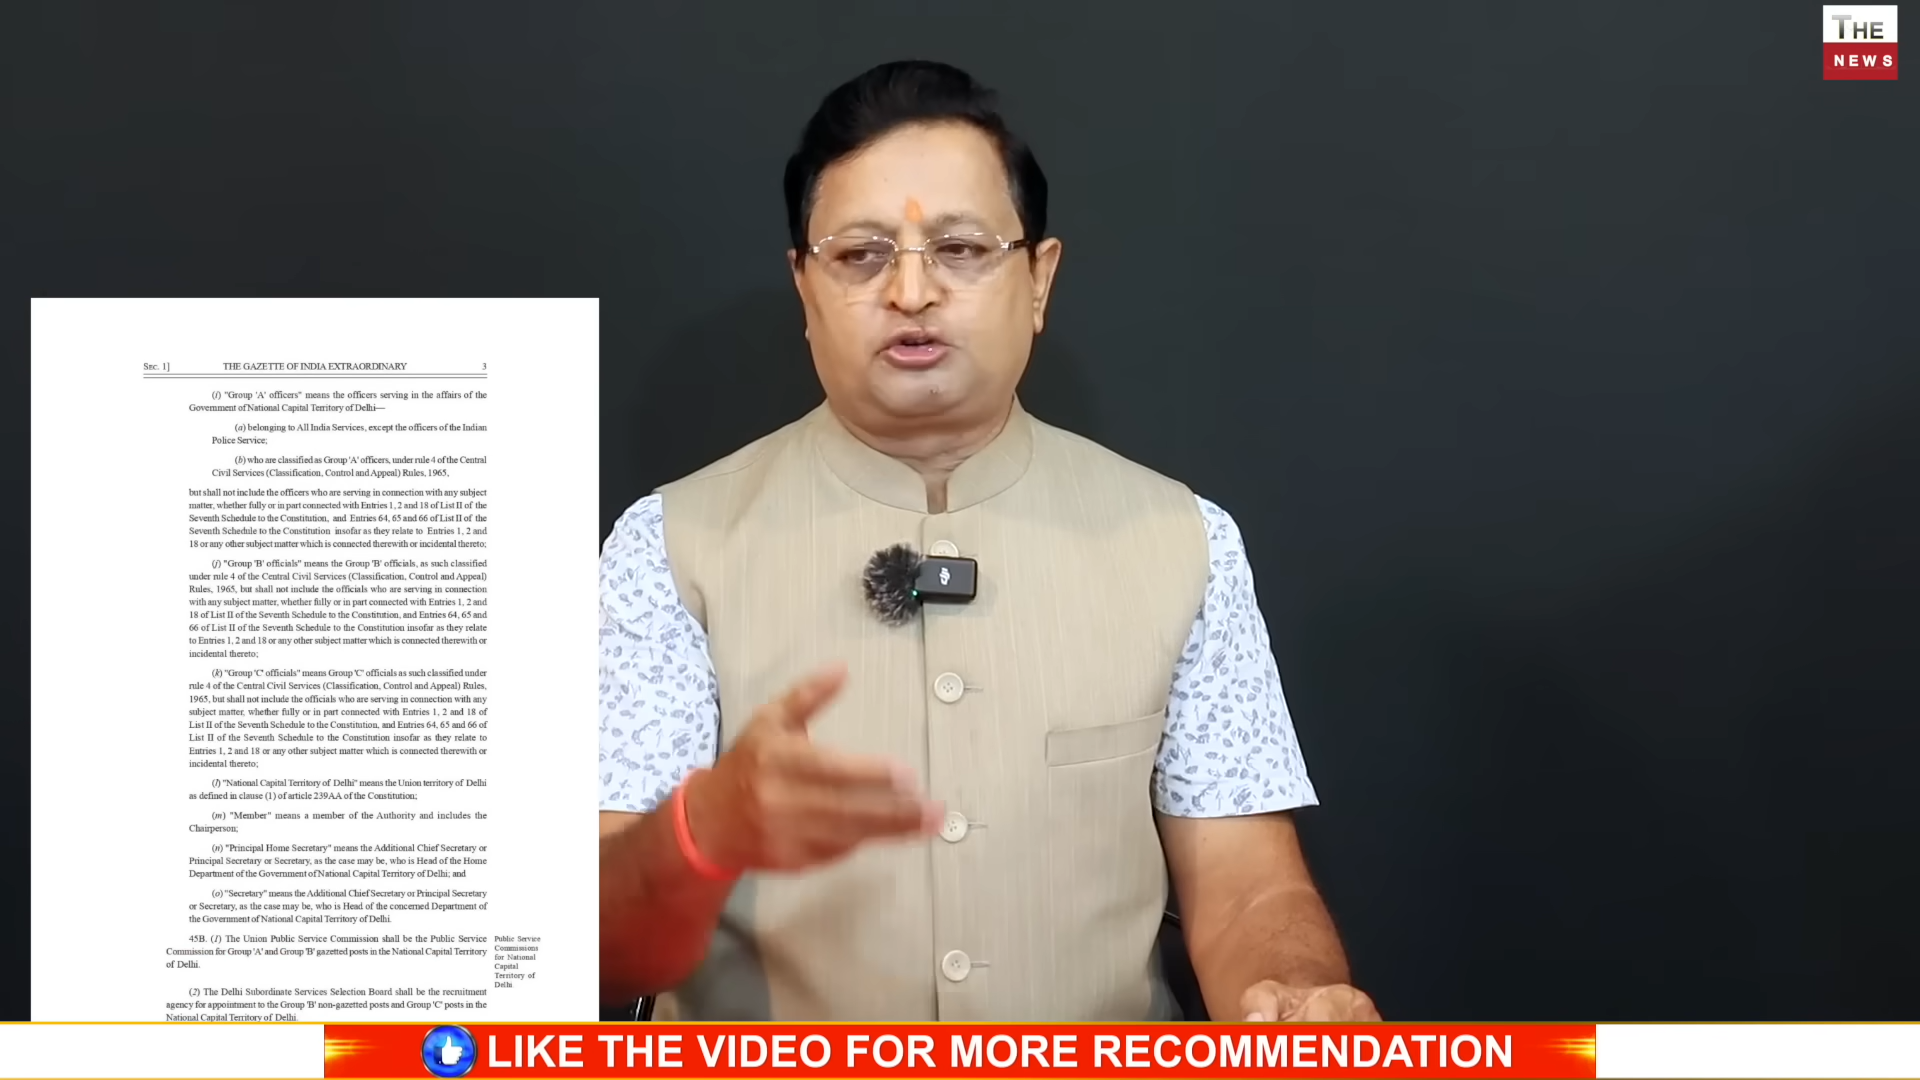 THE
NEWS
SEC. 1] THE GAZETTE OF INDIA EXTRAORDINARY 3
(i) "Group 'A' officers" means the officers serving in the affairs of the
Government of National Capital Territory of Delhi—
(a) belonging to All India Services, except the officers of the Indian
Police Service;
(b) who are classified as Group 'A' officers, under rule 4 of the Central
Civil Services (Classification, Control and Appeal) Rules, 1965,
but shall not include the officers who are serving in connection with any subject
matter, whether fully or in part connected with Entries 1, 2 and 18 of List II of the
Seventh Schedule to the Constitution, and Entries 64, 65 and 66 of List II of the
Seventh Schedule to the Constitution insofar as they relate to Entries 1, 2 and
18 or any other subject matter which is connected therewith or incidental thereto;
(j) "Group 'B' officials" means the Group 'B' officials, as such classified
under rule 4 of the Central Civil Services (Classification, Control and Appeal)
Rules, 1965, but shall not include the officials who are serving in connection
with any subject matter, whether fully or in part connected with Entries 1, 2 and
18 of List II of the Seventh Schedule to the Constitution, and Entries 64, 65 and
66 of List II of the Seventh Schedule to the Constitution insofar as they relate
to Entries 1, 2 and 18 or any other subject matter which is connected therewith or
incidental thereto;
(k) "Group 'C' officials" means Group 'C' officials as such classified under
rule 4 of the Central Civil Services (Classification, Control and Appeal) Rules,
1965, but shall not include the officials who are serving in connection with any
subject matter, whether fully or in part connected with Entries 1, 2 and 18 of
List II of the Seventh Schedule to the Constitution, and Entries 64, 65 and 66 of
List II of the Seventh Schedule to the Constitution insofar as they relate to
Entries 1, 2 and 18 or any other subject matter which is connected therewith or
incidental thereto;
(l) "National Capital Territory of Delhi" means the Union territory of Delhi
as defined in clause (1) of article 239AA of the Constitution;
(m) "Member" means a member of the Authority and includes the
Chairperson;
(n) "Principal Home Secretary" means the Additional Chief Secretary or
Principal Secretary or Secretary, as the case may be, who is Head of the Home
Department of the Government of National Capital Territory of Delhi; and
(o) "Secretary" means the Additional Chief Secretary or Principal Secretary
or Secretary, as the case may be, who is Head of the concerned Department of
the Government of National Capital Territory of Delhi.
45B. (1) The Union Public Service Commission shall be the Public Service
Commission for Group 'A' and Group 'B' gazetted posts in the National Capital Territory
of Delhi.
Public Service
Commissions
for National
Capital
Territory of
Delhi
(2) The Delhi Subordinate Services Selection Board shall be the recruitment
agency for appointment to the Group 'B' non-gazetted posts and Group 'C' posts in the
National Capital Territory of Delhi.
dji
LIKE THE VIDEO FOR MORE RECOMMENDATION